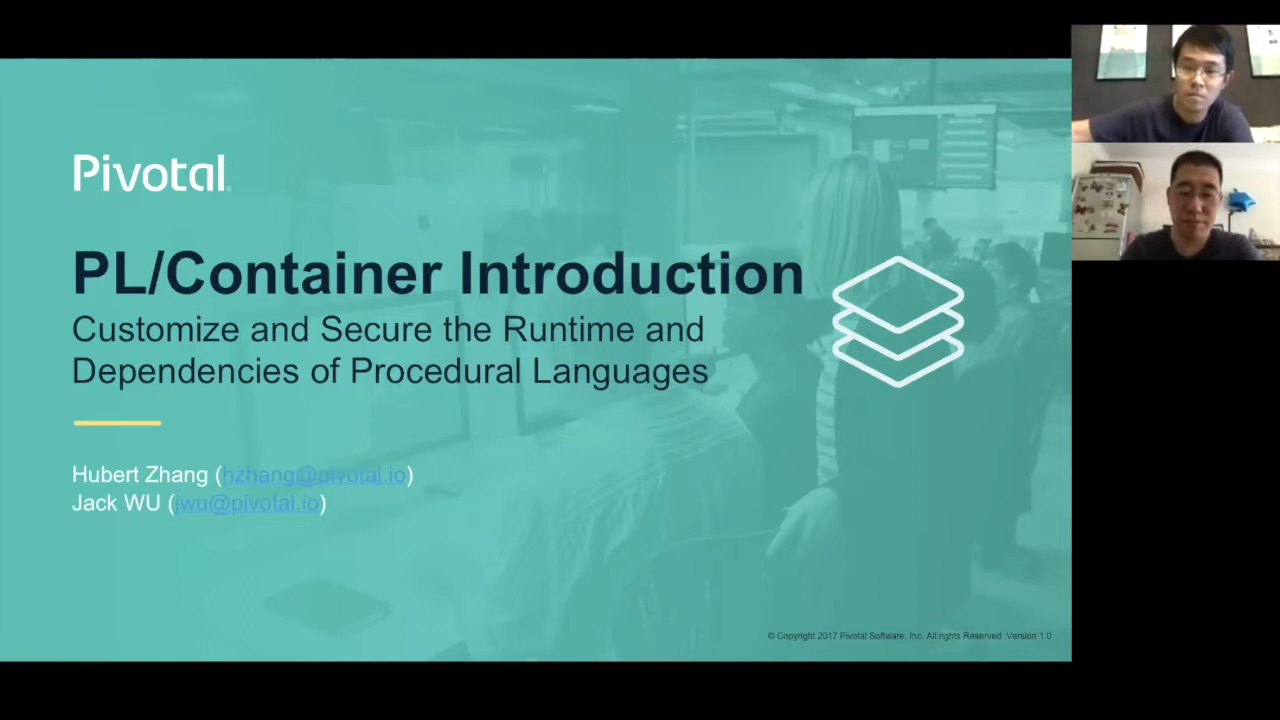 Pivotal
PL/Container Introduction
Customize and Secure the Runtime and
Dependencies of Procedural Languages
Hubert Zhang (hzhang@pivotal.io)
Jack WU (jwu@pivotal.io)
© Copyright 2017 Pivotal Software, Inc. All rights Reserved. Version 1.0